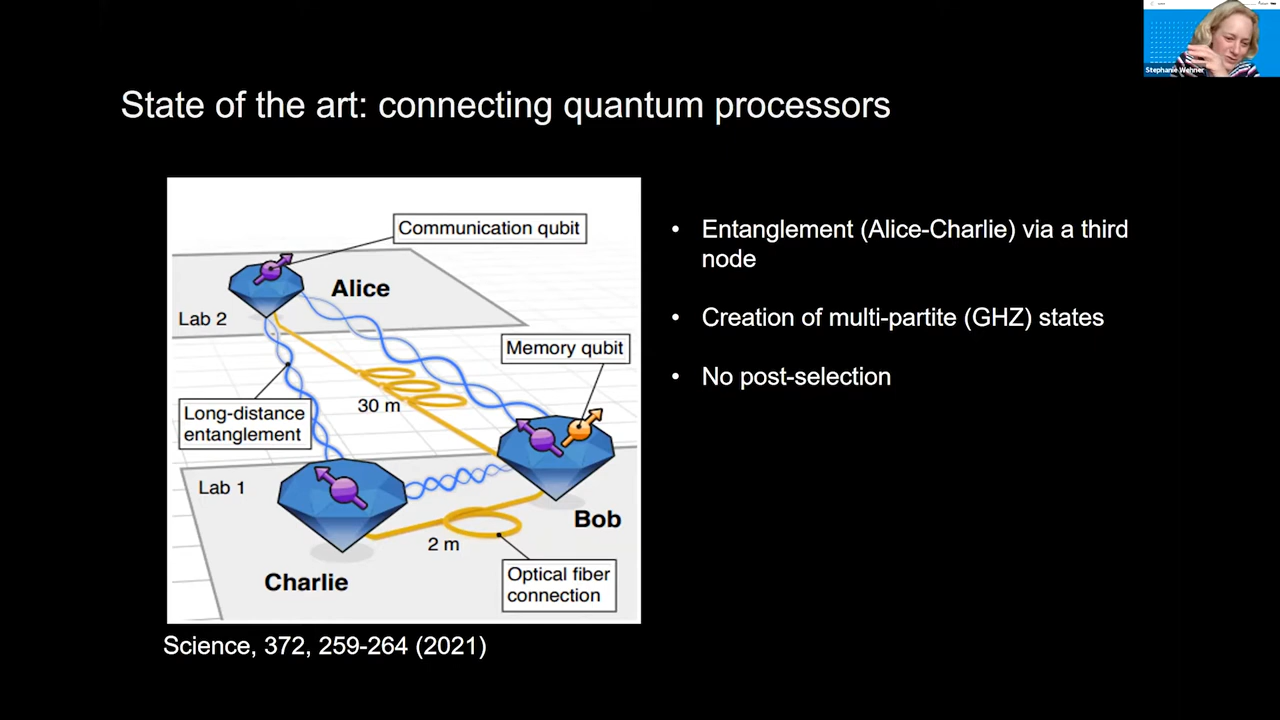 Stephanie Wehner
State of the art: connecting quantum processors
Communication qubit
Alice
Lab 2
Memory qubit
30 m
Long-distance
entanglement
Lab 1
Bob
2 m
Charlie
Optical fiber
connection
Science, 372, 259-264 (2021)
• Entanglement (Alice-Charlie) via a third
node
• Creation of multi-partite (GHZ) states
• No post-selection